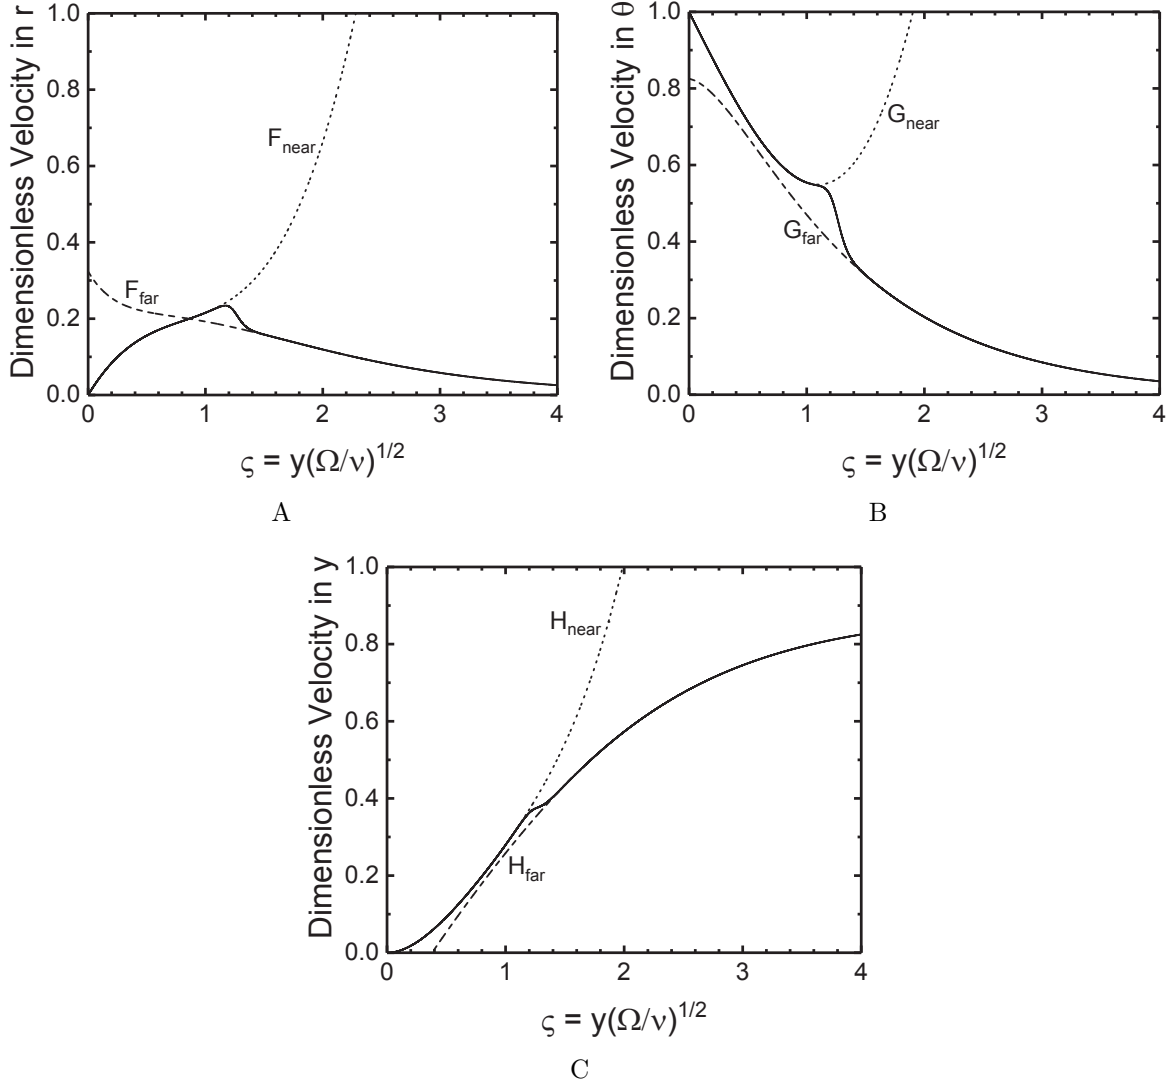 Dimensionless Velocity in r
1.0
0.8
0.6
0.4
0.2
0.0
F_near
F_far
0 1 2 3 4
ς = y(Ω/ν)^1/2
A
Dimensionless Velocity in θ
1.0
0.8
0.6
0.4
0.2
0.0
G_near
G_far
0 1 2 3 4
ς = y(Ω/ν)^1/2
B
Dimensionless Velocity in y
1.0
0.8
0.6
0.4
0.2
0.0
H_near
H_far
0 1 2 3 4
ς = y(Ω/ν)^1/2
C